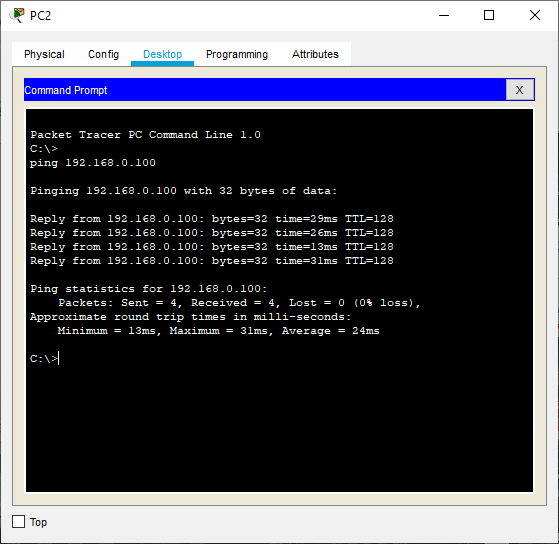 PC2
Physical Config Desktop Programming Attributes
Command Prompt X
Packet Tracer PC Command Line 1.0
C:\>
ping 192.168.0.100
Pinging 192.168.0.100 with 32 bytes of data:
Reply from 192.168.0.100: bytes=32 time=29ms TTL=128
Reply from 192.168.0.100: bytes=32 time=26ms TTL=128
Reply from 192.168.0.100: bytes=32 time=13ms TTL=128
Reply from 192.168.0.100: bytes=32 time=31ms TTL=128
Ping statistics for 192.168.0.100:
Packets: Sent = 4, Received = 4, Lost = 0 (0% loss),
Approximate round trip times in milli-seconds:
Minimum = 13ms, Maximum = 31ms, Average = 24ms
C:\>
Top